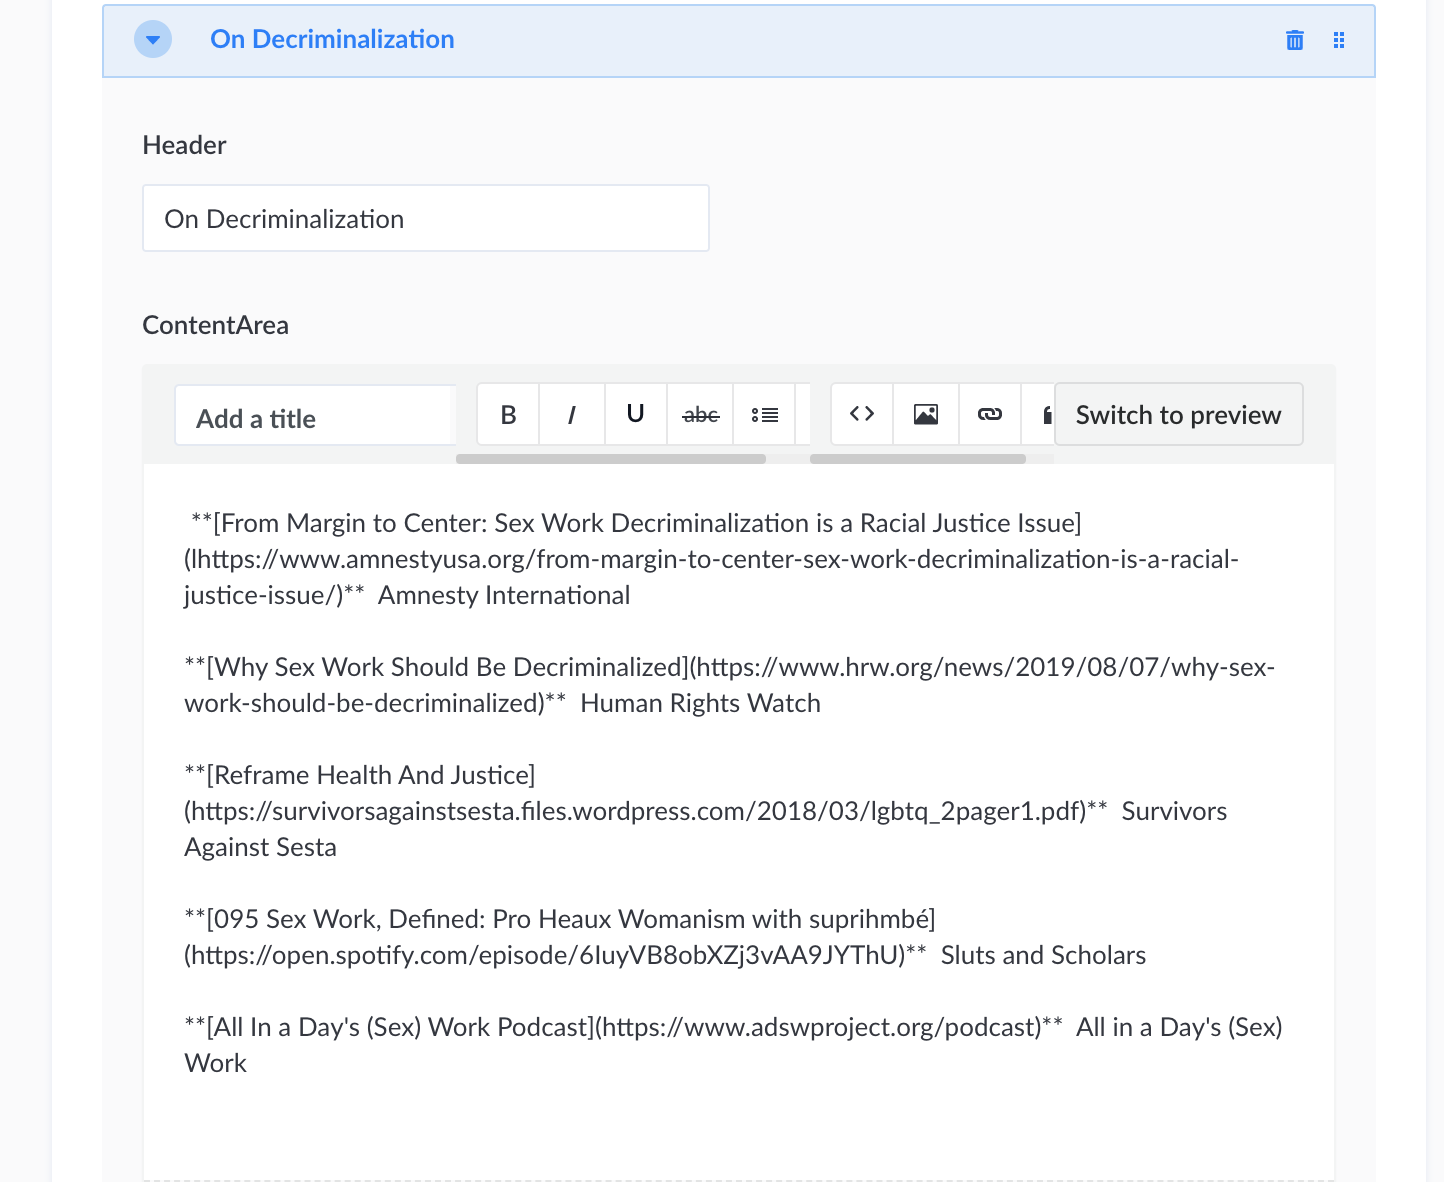 On Decriminalization
Header
On Decriminalization
ContentArea
Add a title
B I U abc
Switch to preview
**[From Margin to Center: Sex Work Decriminalization is a Racial Justice Issue]
(lhttps://www.amnestyusa.org/from-margin-to-center-sex-work-decriminalization-is-a-racial-
justice-issue/)**  Amnesty International
**[Why Sex Work Should Be Decriminalized](https://www.hrw.org/news/2019/08/07/why-sex-
work-should-be-decriminalized)**  Human Rights Watch
**[Reframe Health And Justice]
(https://survivorsagainstsesta.files.wordpress.com/2018/03/lgbtq_2pager1.pdf)**  Survivors
Against Sesta
**[095 Sex Work, Defined: Pro Heaux Womanism with suprihmbé]
(https://open.spotify.com/episode/6IuyVB8obXZj3vAA9JYThU)**  Sluts and Scholars
**[All In a Day's (Sex) Work Podcast](https://www.adswproject.org/podcast)**  All in a Day's (Sex)
Work